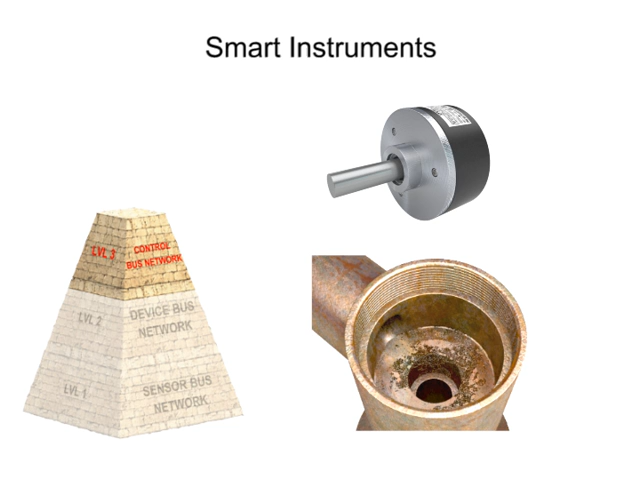 Smart Instruments
LVL 3
CONTROL
BUS NETWORK
LVL 2
DEVICE BUS
NETWORK
LVL 1
SENSOR BUS
NETWORK